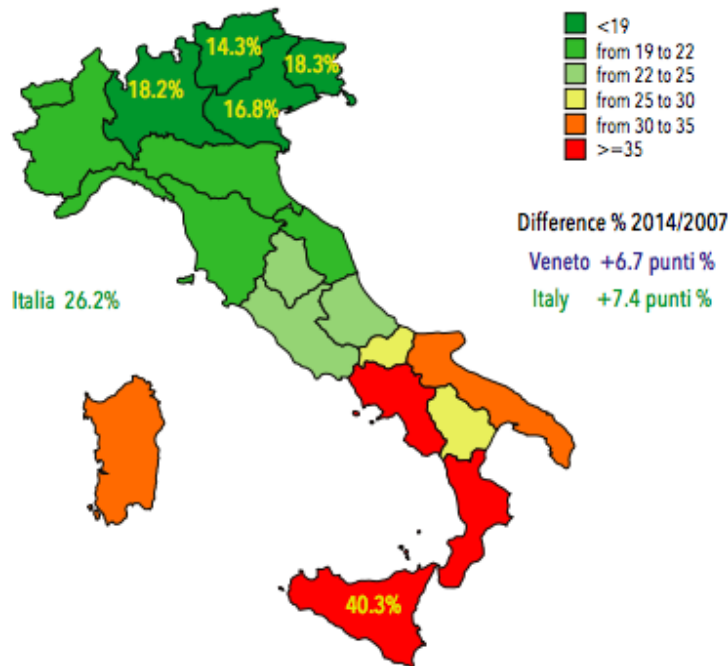 <19
from 19 to 22
from 22 to 25
from 25 to 30
from 30 to 35
>=35
14.3%
18.3%
18.2%
16.8%
Difference % 2014/2007
Veneto +6.7 punti %
Italy +7.4 punti %
Italia 26.2%
40.3%